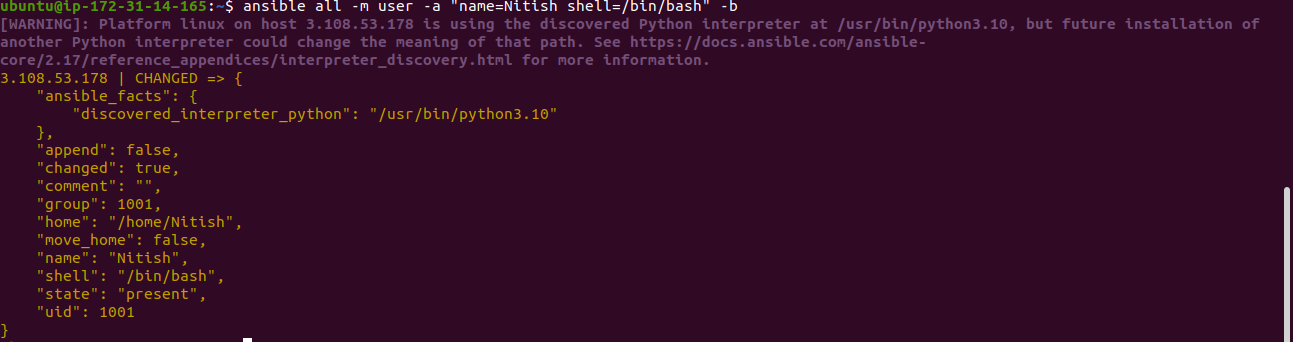 ubuntu@ip-172-31-14-165:~$ ansible all -m user -a "name=Nitish shell=/bin/bash" -b
[WARNING]: Platform linux on host 3.108.53.178 is using the discovered Python interpreter at /usr/bin/python3.10, but future installation of
another Python interpreter could change the meaning of that path. See https://docs.ansible.com/ansible-
core/2.17/reference_appendices/interpreter_discovery.html for more information.
3.108.53.178 | CHANGED => {
    "ansible_facts": {
        "discovered_interpreter_python": "/usr/bin/python3.10"
    },
    "append": false,
    "changed": true,
    "comment": "",
    "group": 1001,
    "home": "/home/Nitish",
    "move_home": false,
    "name": "Nitish",
    "shell": "/bin/bash",
    "state": "present",
    "uid": 1001
}